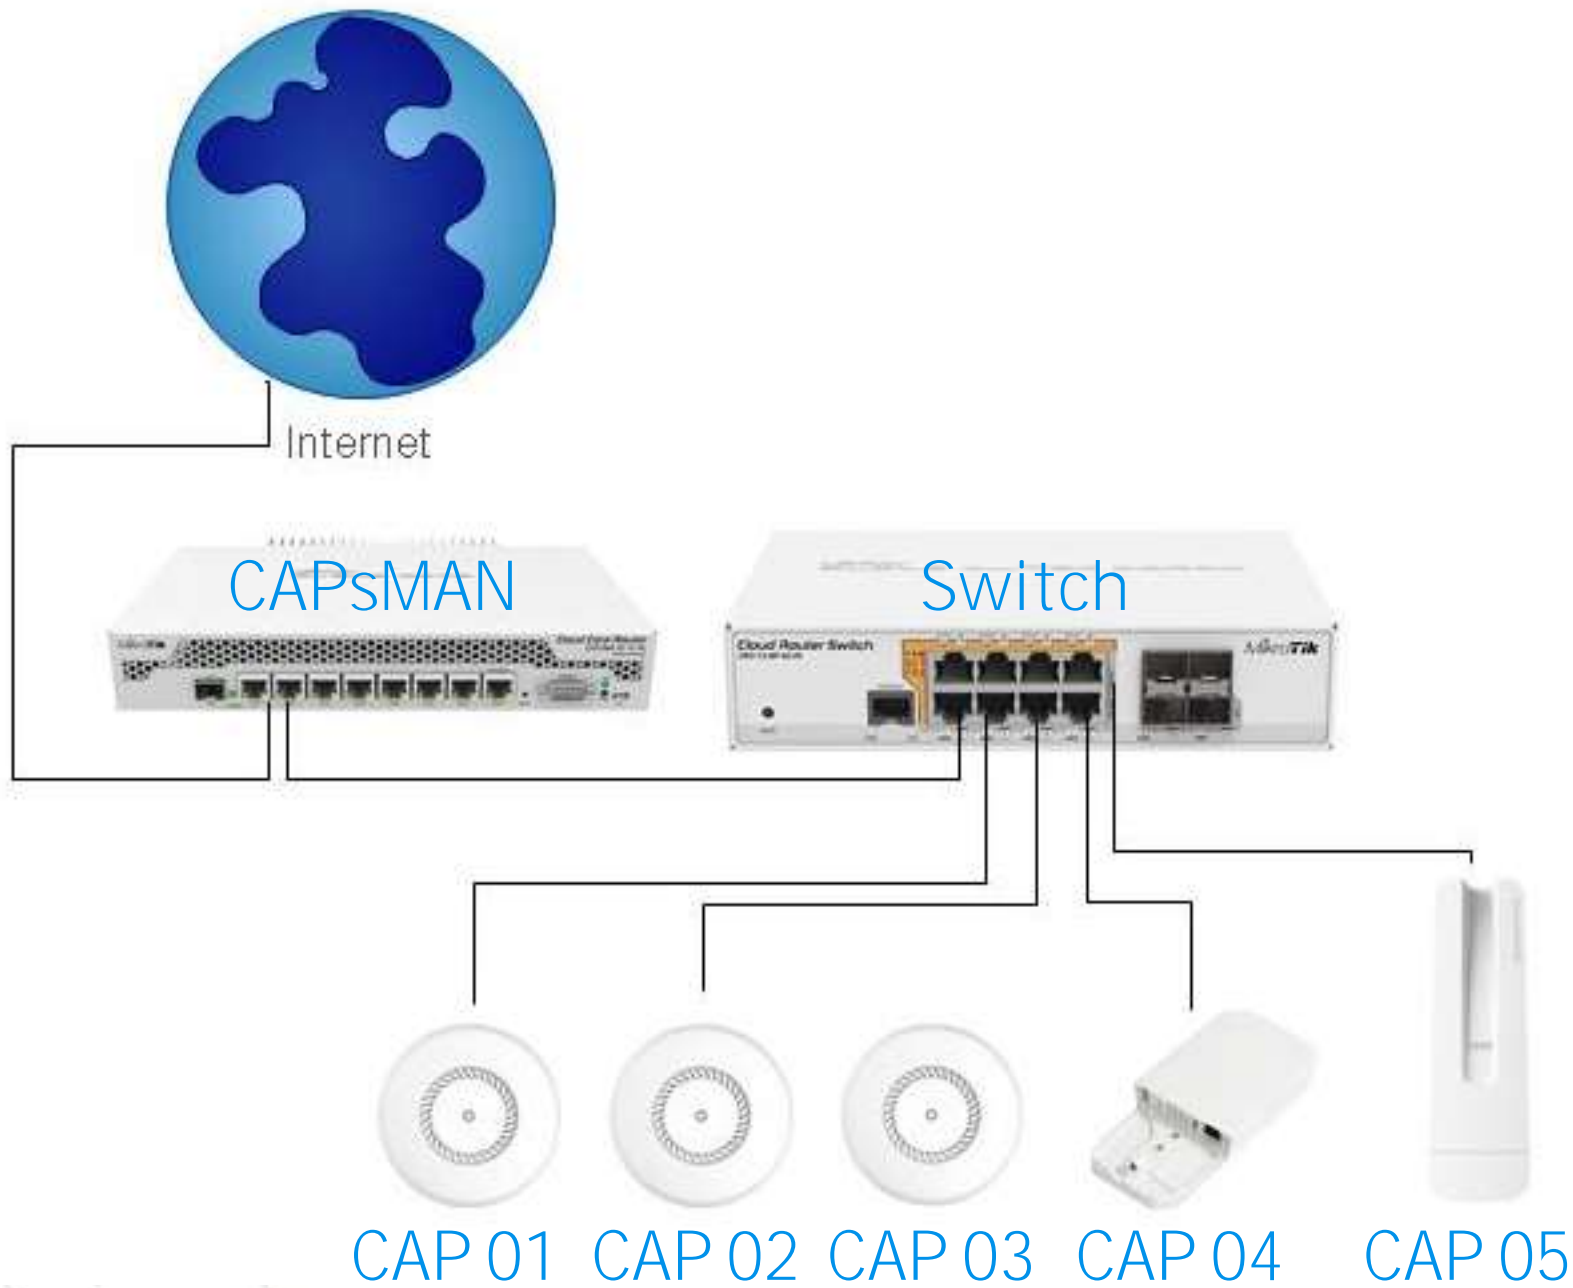 Internet
CAPsMAN
Switch
Cloud Router Switch
MikroTik
CAP 01 CAP 02 CAP 03 CAP 04 CAP 05